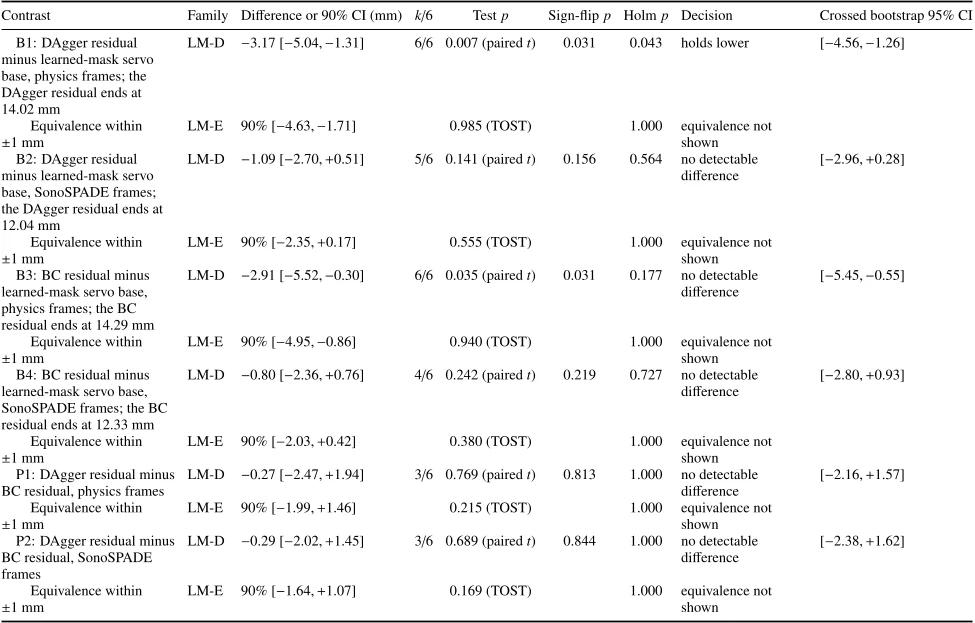 Contrast Family Difference or 90% CI (mm) k/6 Test p Sign-flip p Holm p Decision Crossed bootstrap 95% CI
B1: DAgger residual LM-D −3.17 [−5.04, −1.31] 6/6 0.007 (paired t) 0.031 0.043 holds lower [−4.56, −1.26]
minus learned-mask servo
base, physics frames; the
DAgger residual ends at
14.02 mm
Equivalence within LM-E 90% [−4.63, −1.71] 0.985 (TOST) 1.000 equivalence not
±1 mm shown
B2: DAgger residual LM-D −1.09 [−2.70, +0.51] 5/6 0.141 (paired t) 0.156 0.564 no detectable [−2.96, +0.28]
minus learned-mask servo difference
base, SonoSPADE frames;
the DAgger residual ends at
12.04 mm
Equivalence within LM-E 90% [−2.35, +0.17] 0.555 (TOST) 1.000 equivalence not
±1 mm shown
B3: BC residual minus LM-D −2.91 [−5.52, −0.30] 6/6 0.035 (paired t) 0.031 0.177 no detectable [−5.45, −0.55]
learned-mask servo base, difference
physics frames; the BC
residual ends at 14.29 mm
Equivalence within LM-E 90% [−4.95, −0.86] 0.940 (TOST) 1.000 equivalence not
±1 mm shown
B4: BC residual minus LM-D −0.80 [−2.36, +0.76] 4/6 0.242 (paired t) 0.219 0.727 no detectable [−2.80, +0.93]
learned-mask servo base, difference
SonoSPADE frames; the BC
residual ends at 12.33 mm
Equivalence within LM-E 90% [−2.03, +0.42] 0.380 (TOST) 1.000 equivalence not
±1 mm shown
P1: DAgger residual minus LM-D −0.27 [−2.47, +1.94] 3/6 0.769 (paired t) 0.813 1.000 no detectable [−2.16, +1.57]
BC residual, physics frames difference
Equivalence within LM-E 90% [−1.99, +1.46] 0.215 (TOST) 1.000 equivalence not
±1 mm shown
P2: DAgger residual minus LM-D −0.29 [−2.02, +1.45] 3/6 0.689 (paired t) 0.844 1.000 no detectable [−2.38, +1.62]
BC residual, SonoSPADE difference
frames
Equivalence within LM-E 90% [−1.64, +1.07] 0.169 (TOST) 1.000 equivalence not
±1 mm shown